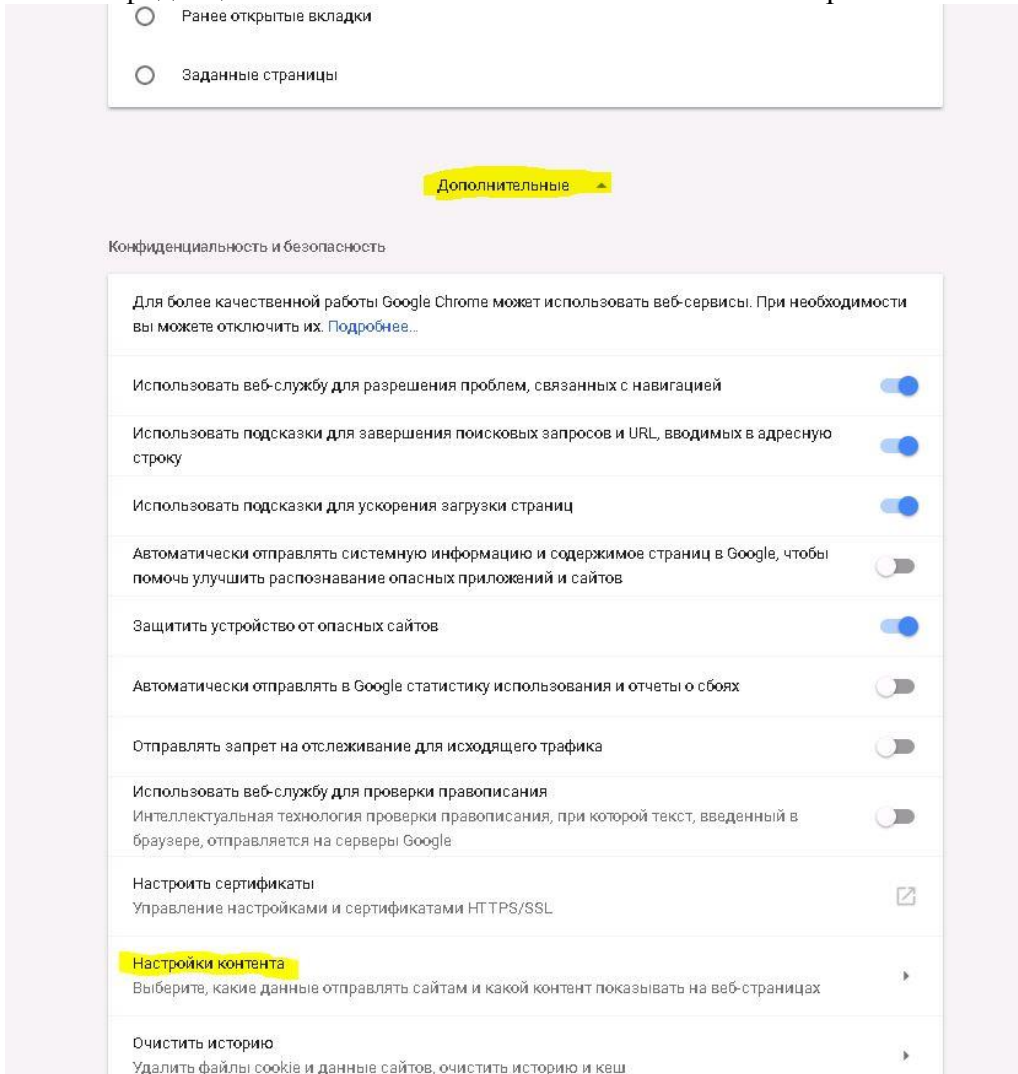 Ранее открытые вкладки
Заданные страницы
Дополнительные
Конфиденциальность и безопасность
Для более качественной работы Google Chrome может использовать веб-сервисы. При необходимости
вы можете отключить их. Подробнее...
Использовать веб-службу для разрешения проблем, связанных с навигацией
Использовать подсказки для завершения поисковых запросов и URL, вводимых в адресную
строку
Использовать подсказки для ускорения загрузки страниц
Автоматически отправлять системную информацию и содержимое страниц в Google, чтобы
помочь улучшить распознавание опасных приложений и сайтов
Защитить устройство от опасных сайтов
Автоматически отправлять в Google статистику использования и отчеты о сбоях
Отправлять запрет на отслеживание для исходящего трафика
Использовать веб-службу для проверки правописания
Интеллектуальная технология проверки правописания, при которой текст, введенный в
браузере, отправляется на серверы Google
Настроить сертификаты
Управление настройками и сертификатами HTTPS/SSL
Настройки контента
Выберите, какие данные отправлять сайтам и какой контент показывать на веб-страницах
Очистить историю
Удалить файлы cookie и данные сайтов, очистить историю и кеш